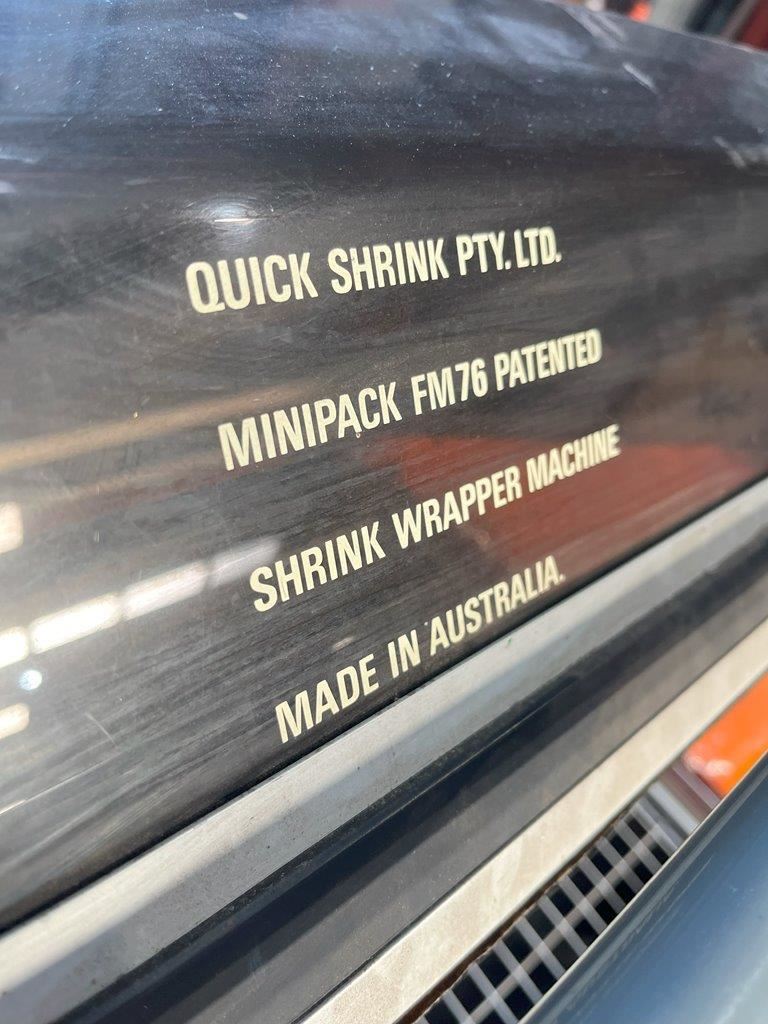 QUICK SHRINK PTY. LTD.
MINIPACK FM76 PATENTED
SHRINK WRAPPER MACHINE
MADE IN AUSTRALIA.